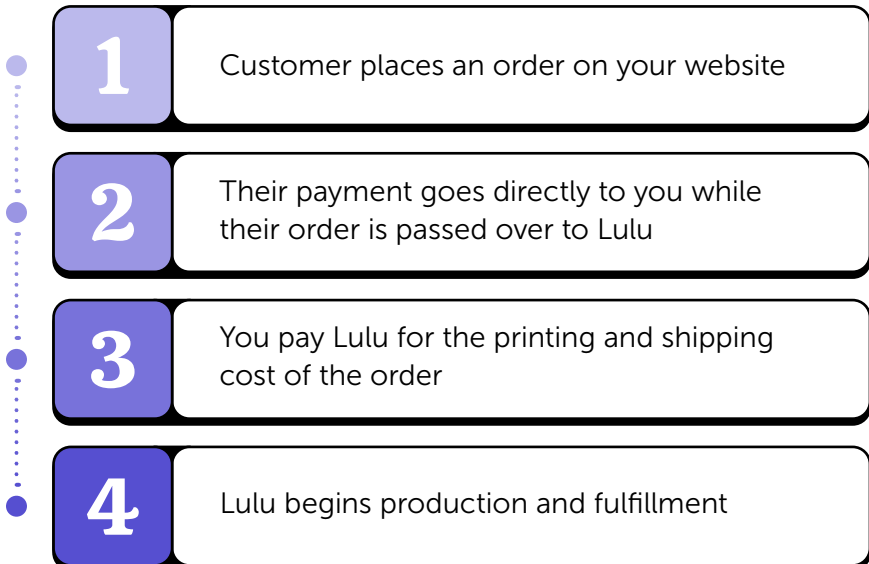 1
Customer places an order on your website
2
Their payment goes directly to you while
their order is passed over to Lulu
3
You pay Lulu for the printing and shipping
cost of the order
4
Lulu begins production and fulfillment